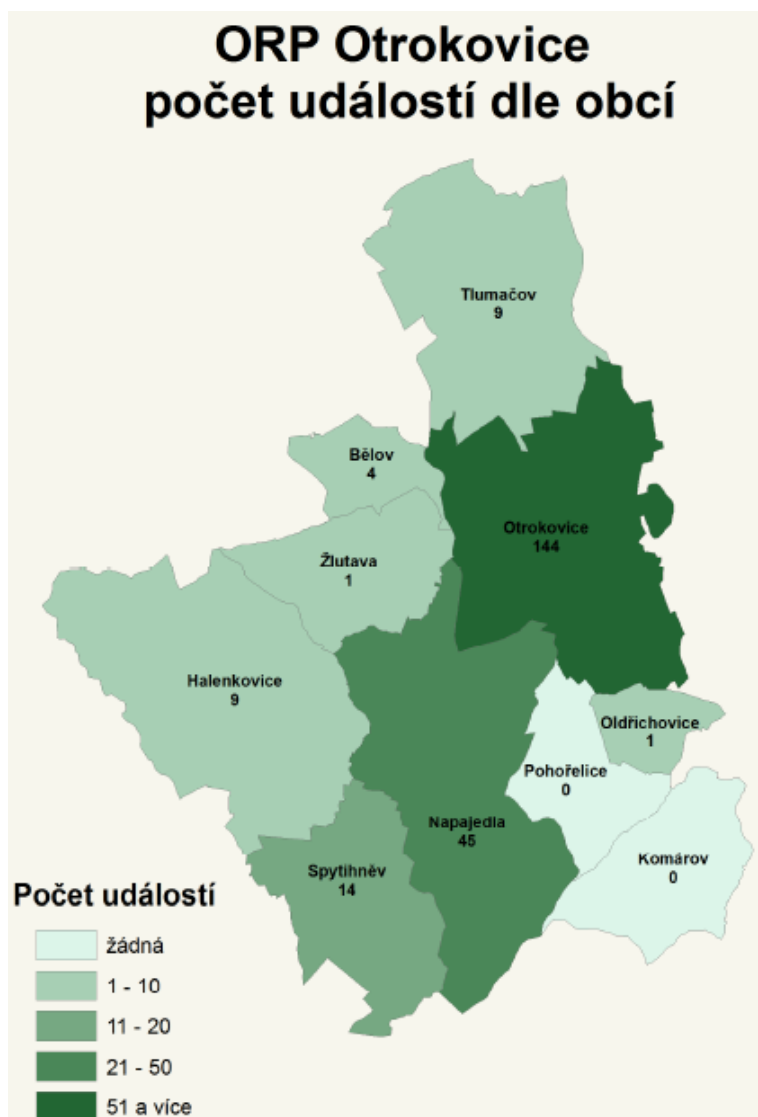 ORP Otrokovice
počet událostí dle obcí
Tlumačov
9
Bělov
4
Otrokovice
144
Žlutava
1
Halenkovice
9
Oldřichovice
1
Pohořelice
0
Napajedla
45
Komárov
0
Spytihněv
14
Počet událostí
žádná
1 - 10
11 - 20
21 - 50
51 a více